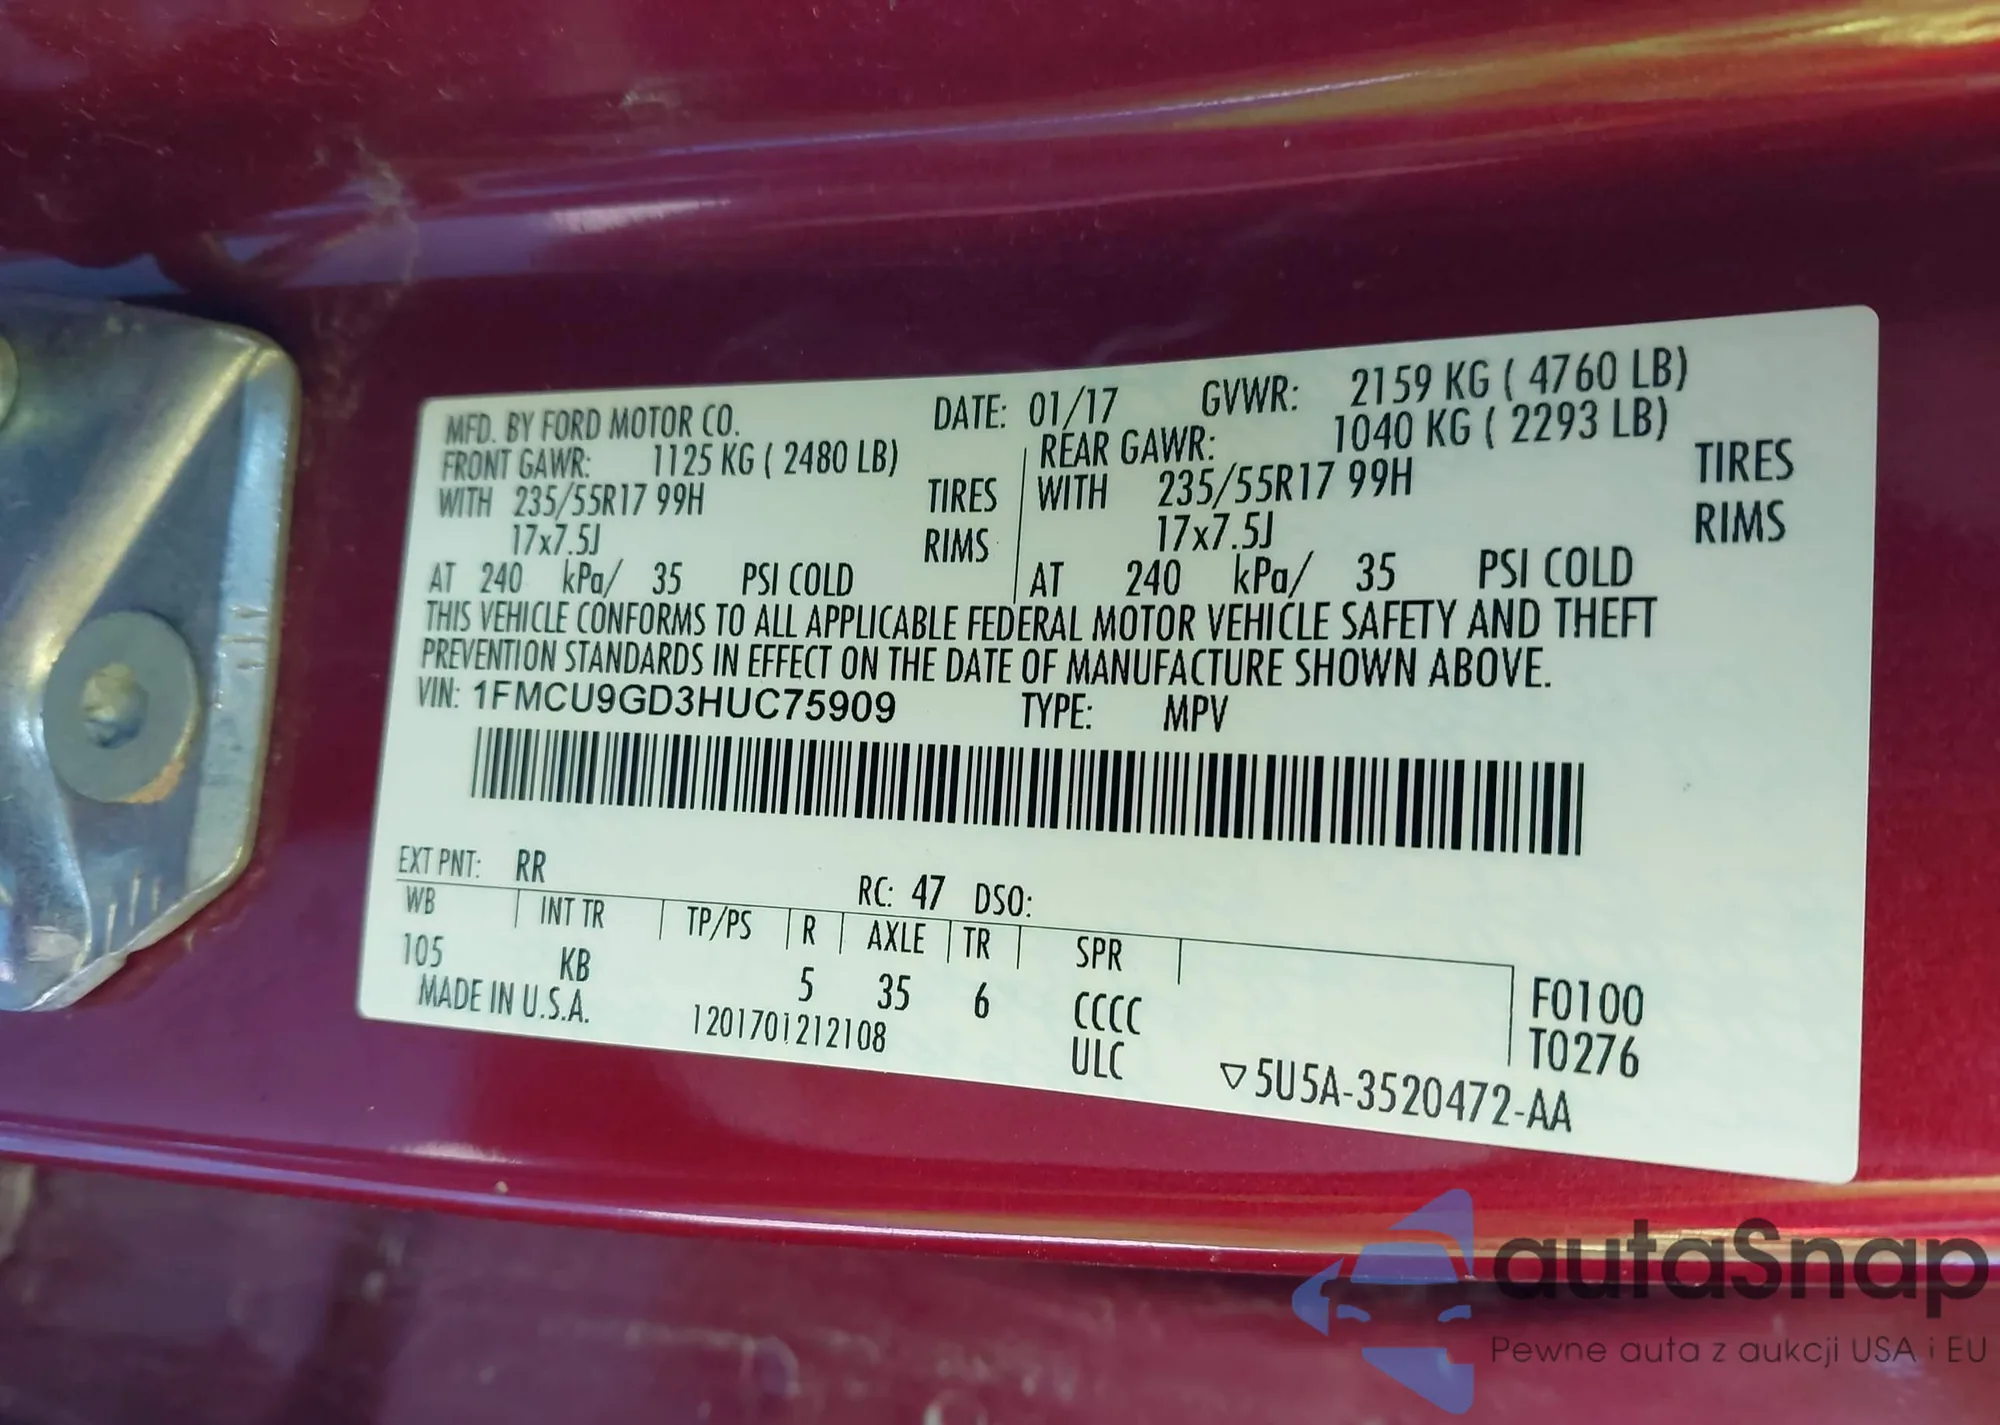 MFD. BY FORD MOTOR CO. DATE: 01/17 GVWR: 2159 KG ( 4760 LB)
FRONT GAWR: 1125 KG ( 2480 LB) REAR GAWR: 1040 KG ( 2293 LB)
WITH 235/55R17 99H TIRES WITH 235/55R17 99H TIRES
17x7.5J RIMS 17x7.5J RIMS
AT 240 kPa/ 35 PSI COLD AT 240 kPa/ 35 PSI COLD
THIS VEHICLE CONFORMS TO ALL APPLICABLE FEDERAL MOTOR VEHICLE SAFETY AND THEFT
PREVENTION STANDARDS IN EFFECT ON THE DATE OF MANUFACTURE SHOWN ABOVE.
VIN: 1FMCU9GD3HUC75909 TYPE: MPV
EXT PNT: RR RC: 47 DSO:
WB INT TR TP/PS R AXLE TR SPR
105 KB 5 35 6 CCCC F0100
MADE IN U.S.A. 1201701212108 ULC T0276
▽5U5A-3520472-AA
autaSnap
Pewne auta z aukcji USA i EU